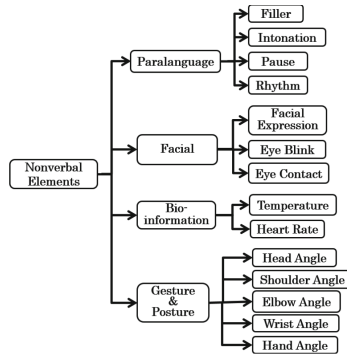 Filler
Intonation
Paralanguage
Pause
Rhythm
Facial
Expression
Facial
Eye Blink
Eye Contact
Nonverbal
Elements
Bio-
information
Temperature
Heart Rate
Gesture
&
Posture
Head Angle
Shoulder Angle
Elbow Angle
Wrist Angle
Hand Angle